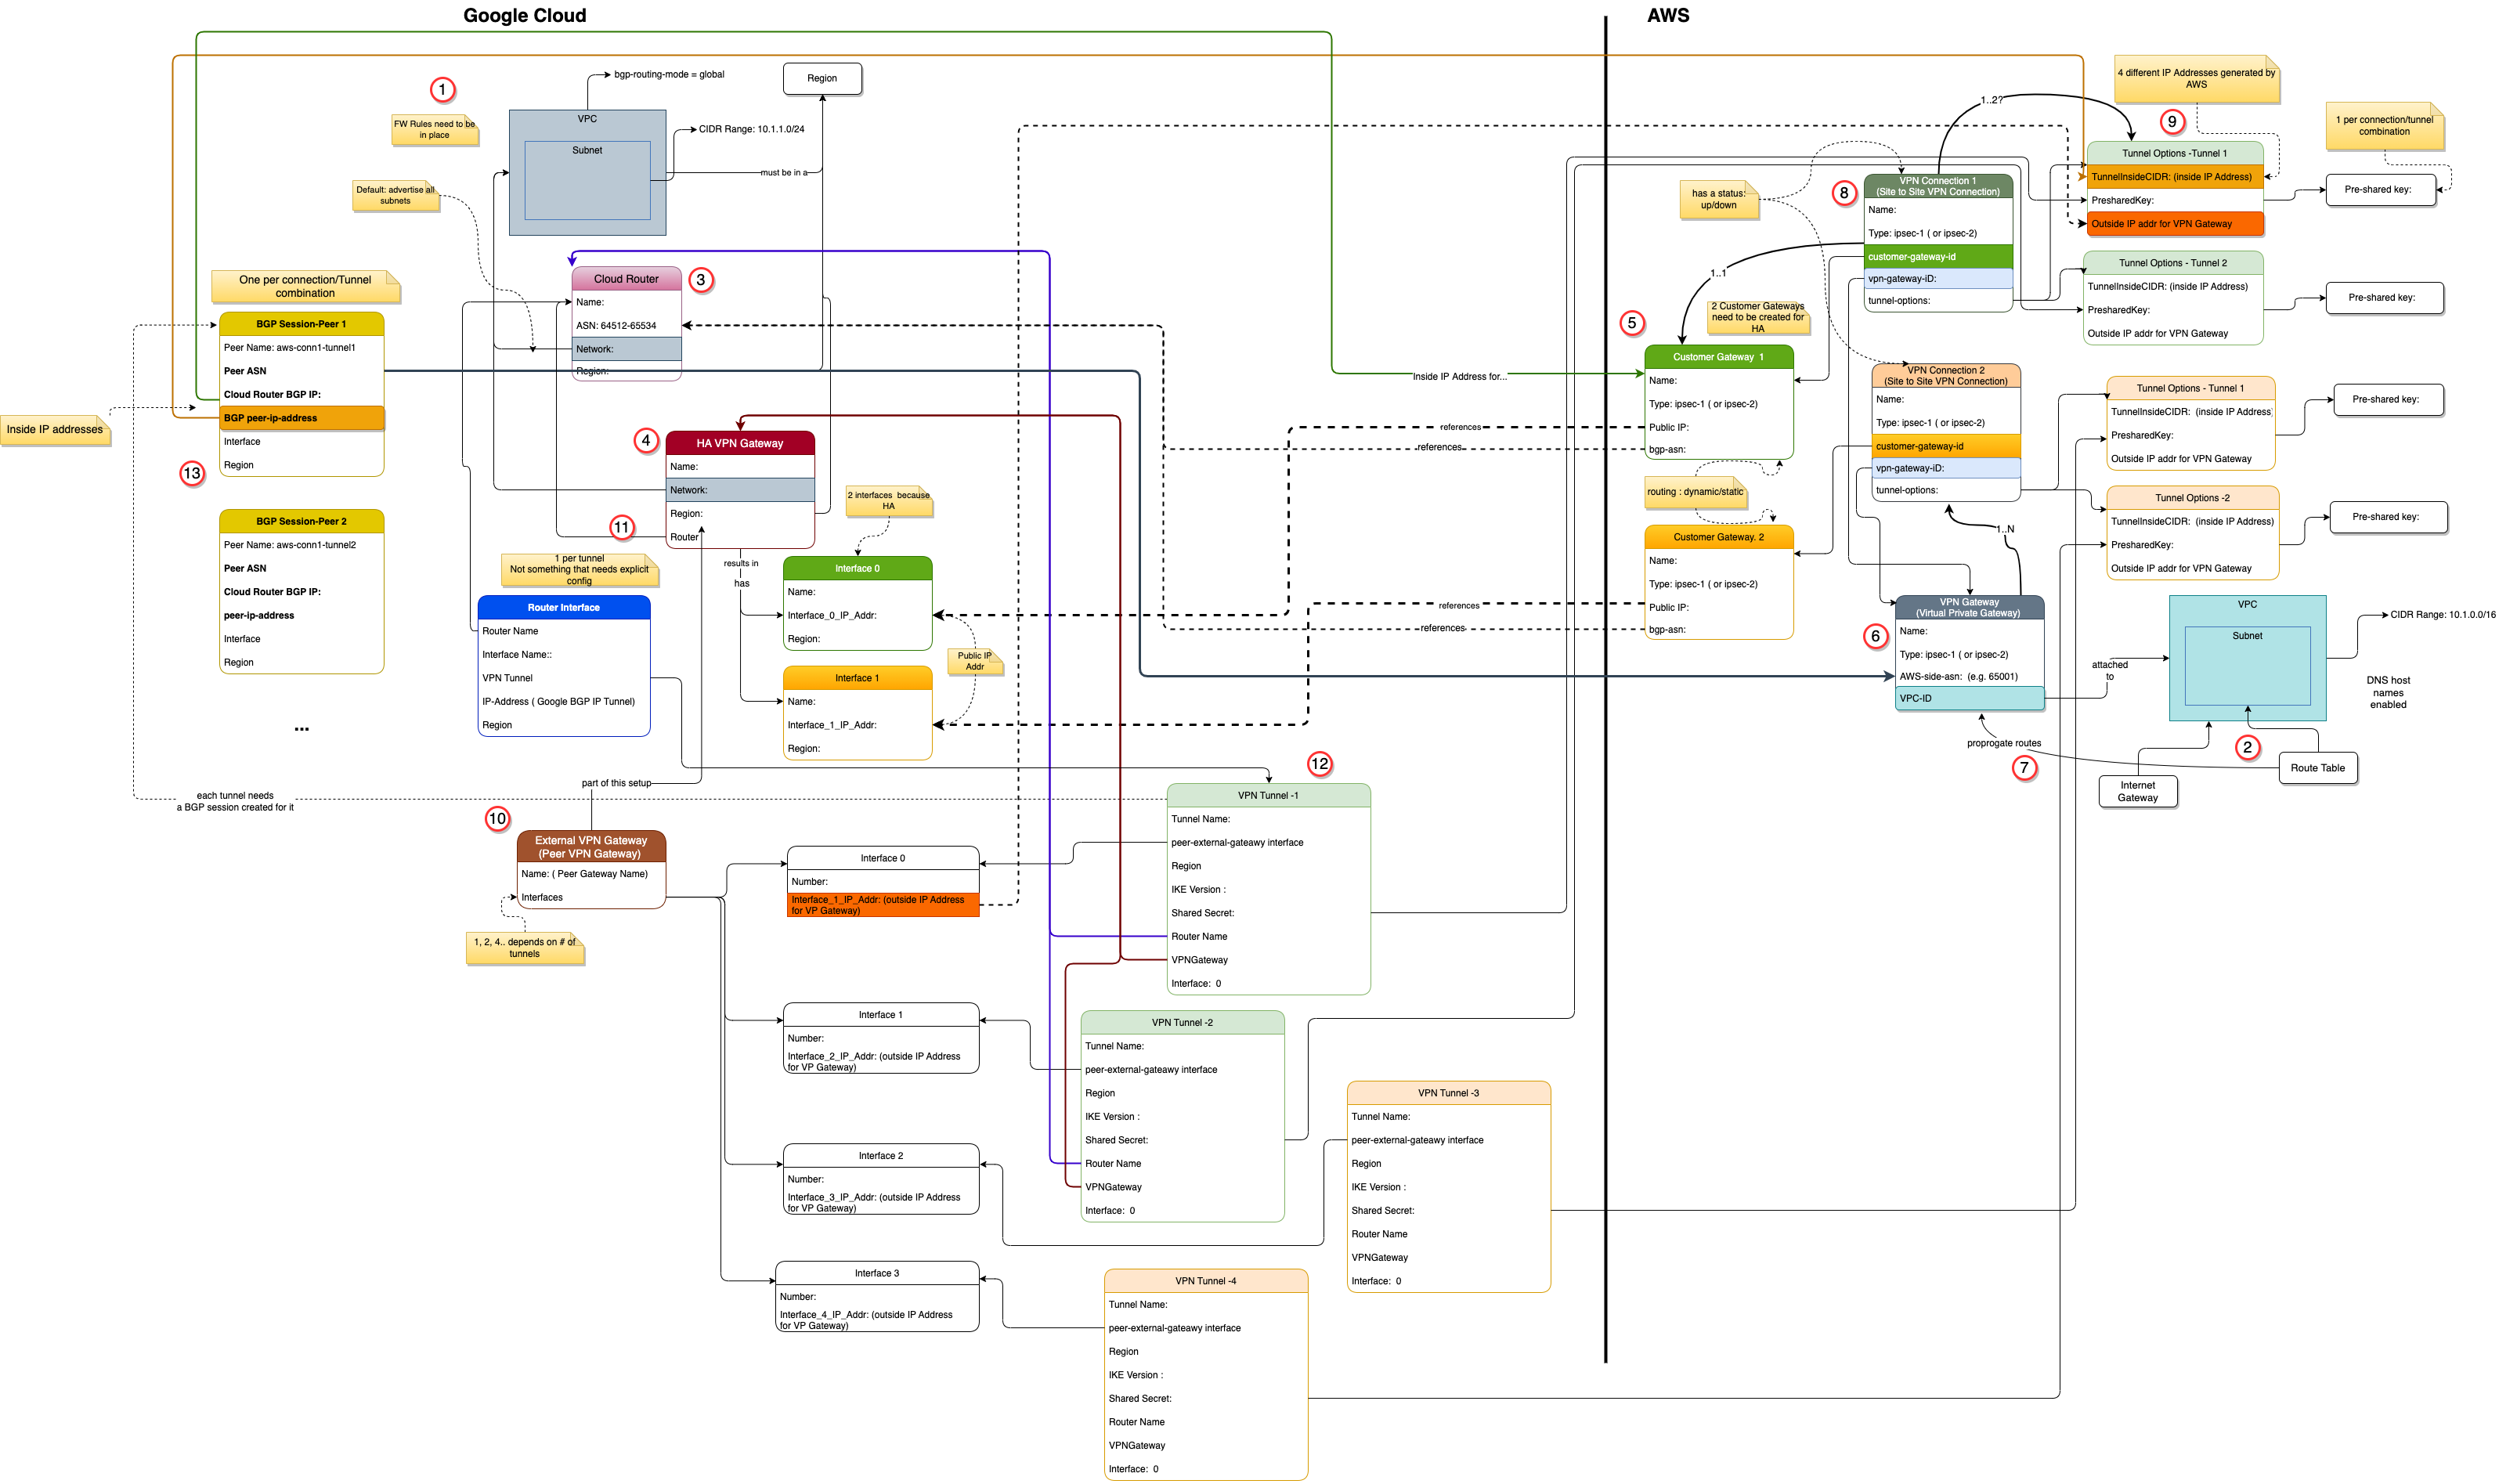 Google Cloud
AWS
1
FW Rules need to be
in place
bgp-routing-mode = global
VPC
Subnet
CIDR Range: 10.1.1.0/24
must be in a
Region
Default: advertise all
subnets
One per connection/Tunnel
combination
BGP Session-Peer 1
Peer Name: aws-conn1-tunnel1
Peer ASN
Cloud Router BGP IP:
BGP peer-ip-address
Interface
Region
Inside IP addresses
13
BGP Session-Peer 2
Peer Name: aws-conn1-tunnel2
Peer ASN
Cloud Router BGP IP:
peer-ip-address
Interface
Region
...
each tunnel needs
a BGP session created for it
3
Cloud Router
Name:
ASN: 64512-65534
Network:
Region:
4
HA VPN Gateway
Name:
Network:
Region:
Router
11
2 interfaces because
HA
results in
has
1 per tunnel
Not something that needs explicit
config
Router Interface
Router Name
Interface Name::
VPN Tunnel
IP-Address ( Google BGP IP Tunnel)
Region
Interface 0
Name:
Interface_0_IP_Addr:
Region:
Public IP
Addr
Interface 1
Name:
Interface_1_IP_Addr:
Region:
part of this setup
10
External VPN Gateway
(Peer VPN Gateway)
Name: ( Peer Gateway Name)
Interfaces
1, 2, 4.. depends on # of
tunnels
Interface 0
Number:
Interface_1_IP_Addr: (outside IP Address
for VP Gateway)
Interface 1
Number:
Interface_2_IP_Addr: (outside IP Address
for VP Gateway)
Interface 2
Number:
Interface_3_IP_Addr: (outside IP Address
for VP Gateway)
Interface 3
Number:
Interface_4_IP_Addr: (outside IP Address
for VP Gateway)
12
VPN Tunnel -1
Tunnel Name:
peer-external-gateawy interface
Region
IKE Version :
Shared Secret:
Router Name
VPNGateway
Interface: 0
VPN Tunnel -2
Tunnel Name:
peer-external-gateawy interface
Region
IKE Version :
Shared Secret:
Router Name
VPNGateway
Interface: 0
VPN Tunnel -3
Tunnel Name:
peer-external-gateawy interface
Region
IKE Version :
Shared Secret:
Router Name
VPNGateway
Interface: 0
VPN Tunnel -4
Tunnel Name:
peer-external-gateawy interface
Region
IKE Version :
Shared Secret:
Router Name
VPNGateway
Interface: 0
Inside IP Address for...
references
references
references
references
has a status:
up/down
8
VPN Connection 1
(Site to Site VPN Connection)
Name:
Type: ipsec-1 ( or ipsec-2)
customer-gateway-id
vpn-gateway-iD:
tunnel-options:
1..2?
1..1
2 Customer Gateways
need to be created for
HA
5
Customer Gateway 1
Name:
Type: ipsec-1 ( or ipsec-2)
Public IP:
bgp-asn:
routing : dynamic/static
Customer Gateway. 2
Name:
Type: ipsec-1 ( or ipsec-2)
Public IP:
bgp-asn:
VPN Connection 2
(Site to Site VPN Connection)
Name:
Type: ipsec-1 ( or ipsec-2)
customer-gateway-id
vpn-gateway-iD:
tunnel-options:
1..N
6
VPN Gateway
(Virtual Private Gateway)
Name:
Type: ipsec-1 ( or ipsec-2)
AWS-side-asn: (e.g. 65001)
VPC-ID
attached
to
proprogate routes
7
4 different IP Addresses generated by
AWS
9
1 per connection/tunnel
combination
Tunnel Options -Tunnel 1
TunnelInsideCIDR: (inside IP Address)
PresharedKey:
Outside IP addr for VPN Gateway
Pre-shared key:
Tunnel Options - Tunnel 2
TunnelInsideCIDR: (inside IP Address)
PresharedKey:
Outside IP addr for VPN Gateway
Pre-shared key:
Tunnel Options - Tunnel 1
TunnelInsideCIDR: (inside IP Address
PresharedKey:
Outside IP addr for VPN Gateway
Pre-shared key:
Tunnel Options -2
TunnelInsideCIDR: (inside IP Address)
PresharedKey:
Outside IP addr for VPN Gateway
Pre-shared key:
VPC
Subnet
CIDR Range: 10.1.0.0/16
DNS host
names
enabled
2
Internet
Gateway
Route Table